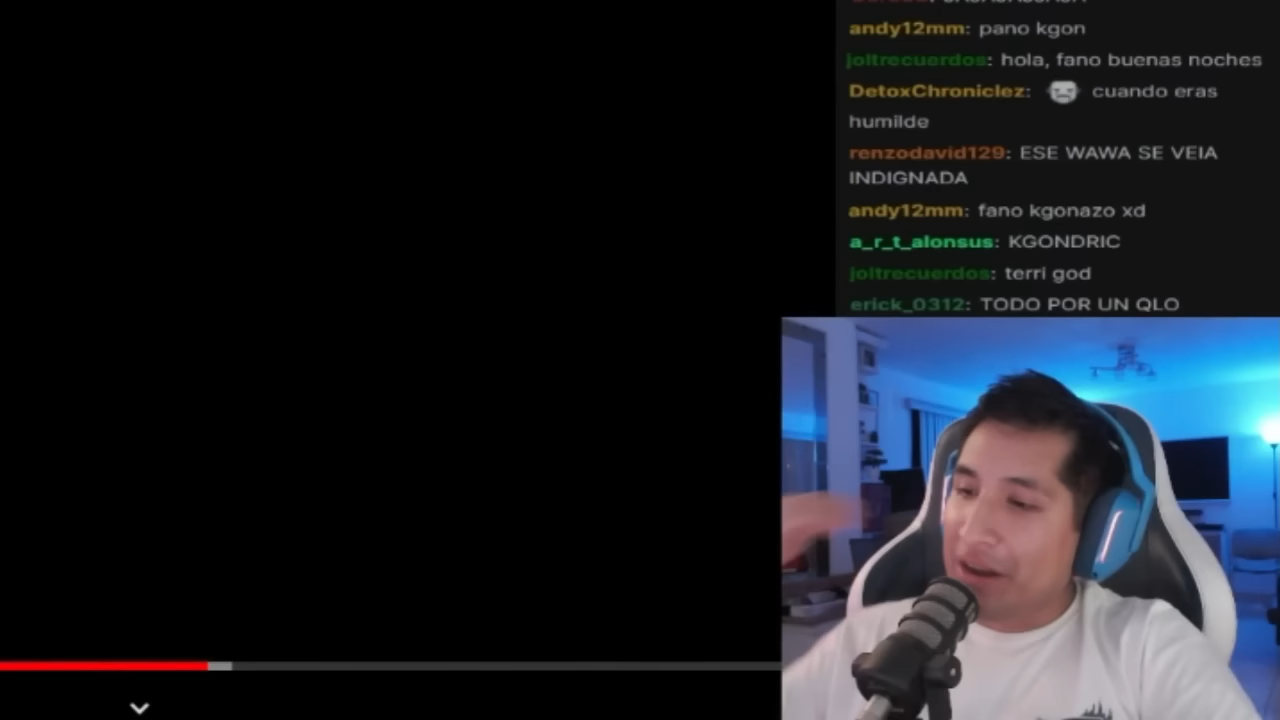 andy12mm: pano kgon
joltrecuerdos: hola, fano buenas noches
DetoxChroniclez: cuando eras
humilde
renzodavid129: ESE WAWA SE VEIA
INDIGNADA
andy12mm: fano kgonazo xd
a_r_t_alonsus: KGONDRIC
joltrecuerdos: terri god
erick_0312: TODO POR UN QLO